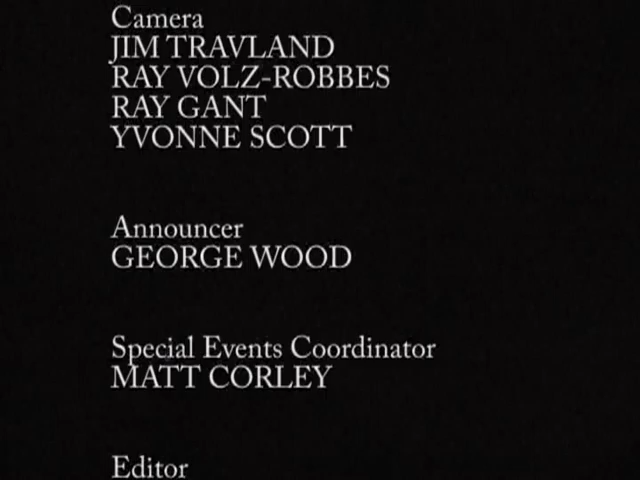 Camera
JIM TRAVLAND
RAY VOLZ-ROBBES
RAY GANT
YVONNE SCOTT
Announcer
GEORGE WOOD
Special Events Coordinator
MATT CORLEY
Editor